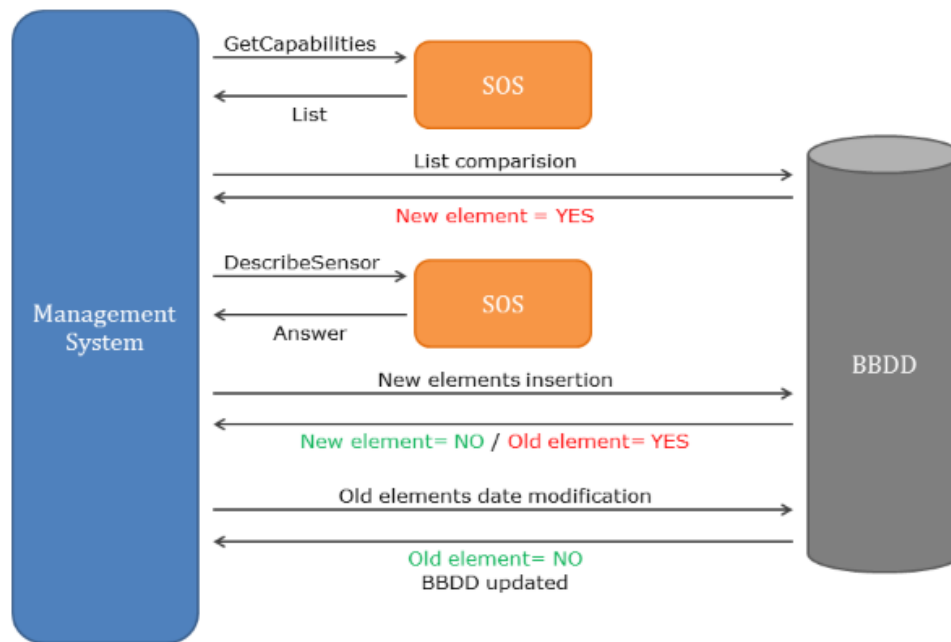 GetCapabilities
SOS
List
List comparision
New element = YES
DescribeSensor
SOS
Answer
Management
System
BBDD
New elements insertion
New element= NO / Old element= YES
Old elements date modification
Old element= NO
BBDD updated